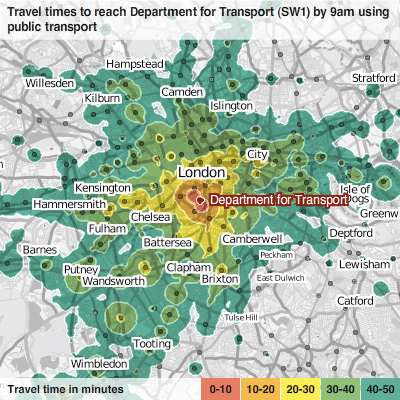 Travel times to reach Department for Transport (SW1) by 9am using
public transport
Hampstead
Stratford
Willesden
Camden
Kilburn
Islington
City
London
Kensington
Isle of
Dogs
Department for Transport
Hammersmith
Greenw
Chelsea
Fulham
Deptford
Battersea
Camberwell
Barnes
Peckham
Lewisham
Putney
Clapham
East Dulwich
Wandsworth
Brixton
Catford
Tulse Hill
Tooting
Wimbledon
Travel time in minutes
0-10
10-20
20-30
30-40
40-50